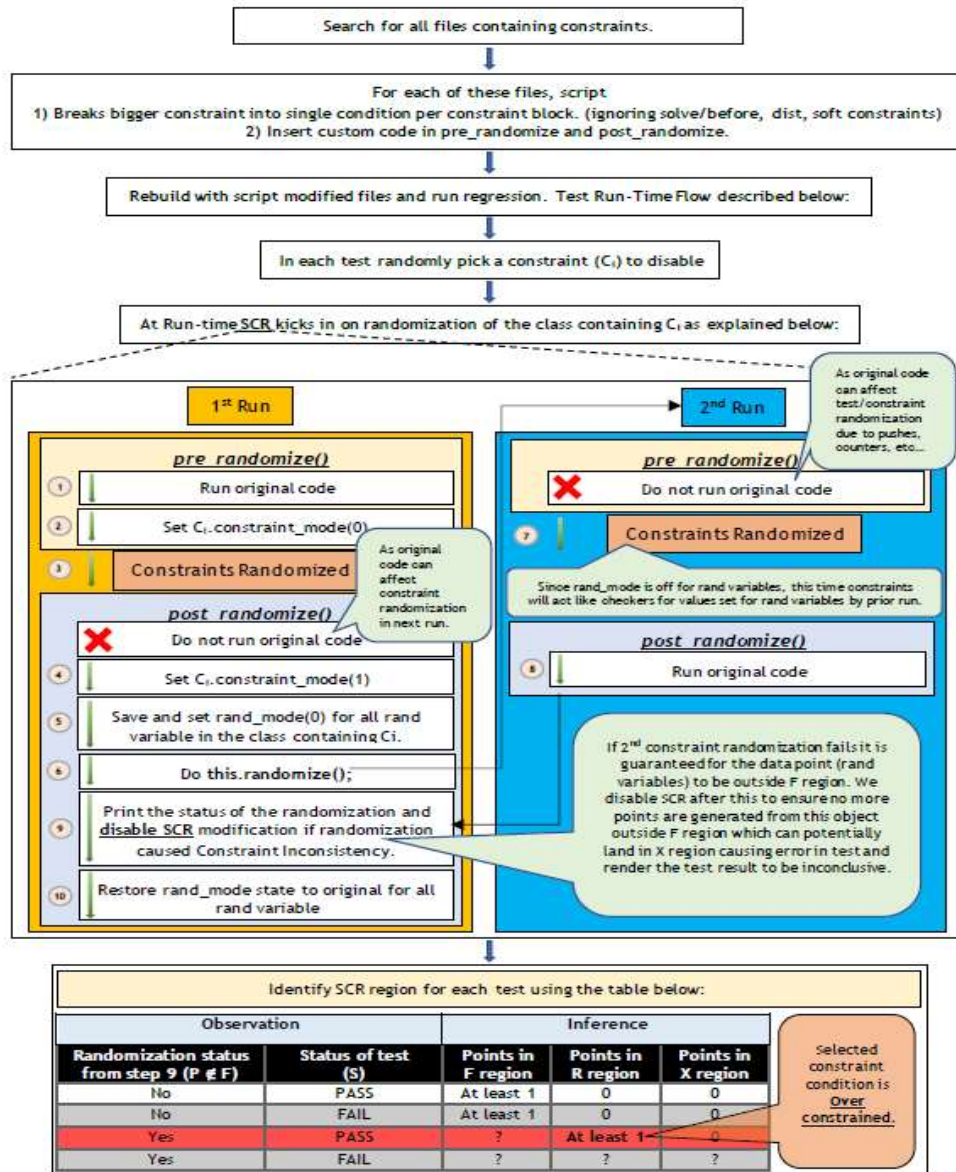 Search for all files containing constraints.
For each of these files, script
1) Breaks bigger constraint into single condition per constraint block. (ignoring solve/before, dist, soft constraints)
2) Insert custom code in pre_randomize and post_randomize.
Rebuild with script modified files and run regression. Test Run-Time Flow described below:
In each test randomly pick a constraint (Cᵢ) to disable
At Run-time SCR kicks in on randomization of the class containing Cᵢ as explained below:
1st Run
pre_randomize()
1
Run original code
2
Set Cᵢ.constraint_mode(0)
3
Constraints Randomized
As original
code can
affect
constraint
randomization
in next run.
post_randomize()
Do not run original code
4
Set Cᵢ.constraint_mode(1)
5
Save and set rand_mode(0) for all rand
variable in the class containing Ci.
6
Do this.randomize();
9
Print the status of the randomization and
disable SCR modification if randomization
caused Constraint Inconsistency.
10
Restore rand_mode state to original for all
rand variable
2nd Run
As original code
can affect
test/constraint
randomization
due to pushes,
counters, etc...
pre_randomize()
Do not run original code
7
Constraints Randomized
Since rand_mode is off for rand variables, this time constraints
will act like checkers for values set for rand variables by prior run.
post_randomize()
8
Run original code
If 2nd constraint randomization fails it is
guaranteed for the data point (rand
variables) to be outside F region. We
disable SCR after this to ensure no more
points are generated from this object
outside F region which can potentially
land in X region causing error in test and
render the test result to be inconclusive.
Identify SCR region for each test using the table below:
Observation Inference
Randomization status from step 9 (P ∉ F) Status of test (S) Points in F region Points in R region Points in X region
No PASS At least 1 0 0
No FAIL At least 1 0 0
Yes PASS ? At least 1 0
Yes FAIL ? ? ?
Selected
constraint
condition is
Over
constrained.